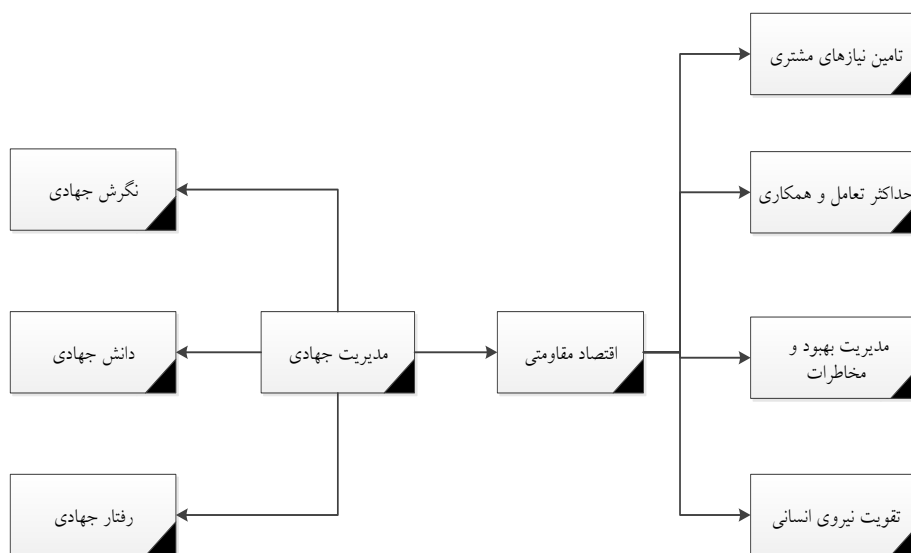 تامین نیازهای مشتری
نگرش جهادی
حداکثر تعامل و همکاری
دانش جهادی
مدیریت جهادی
اقتصاد مقاومتی
مدیریت بهبود و
مخاطرات
رفتار جهادی
تقویت نیروی انسانی